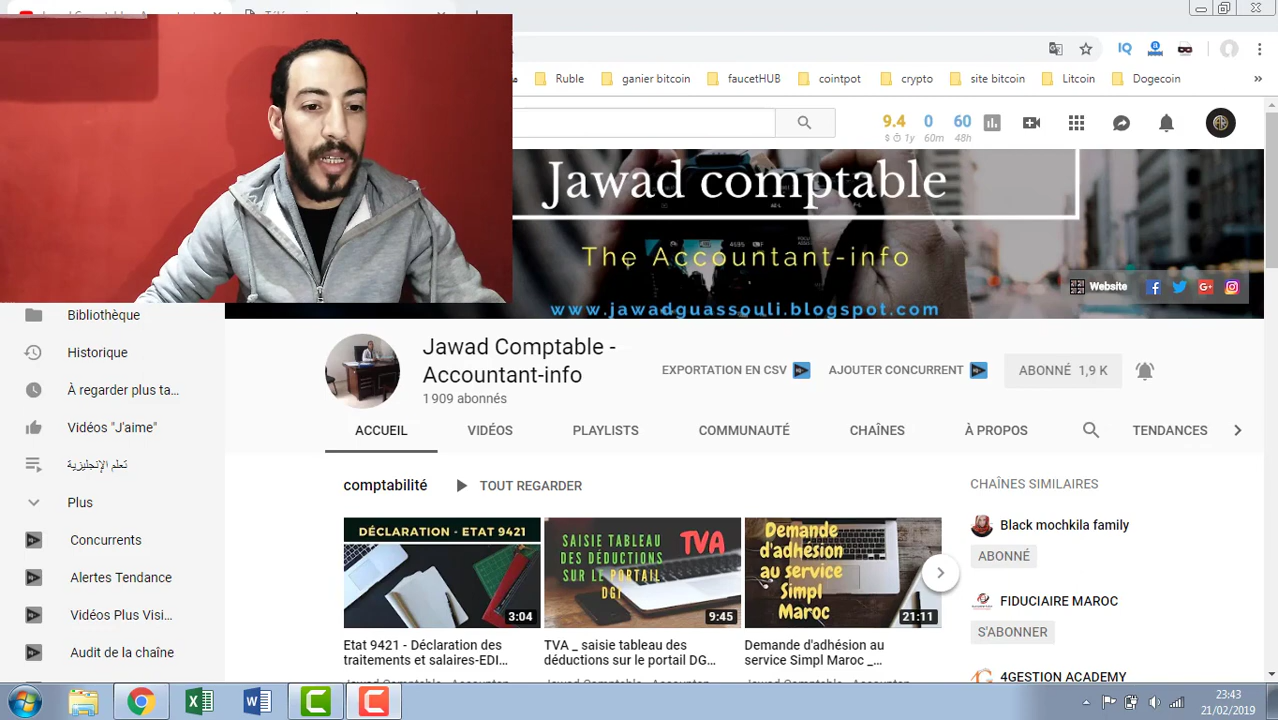 Ruble
ganier bitcoin
faucetHUB
cointpot
crypto
site bitcoin
Litcoin
Dogecoin
»
IQ
9.4
0
60
$ 1y
60m
48h
Jawad comptable
The Accountant-info
www.jawadguassouli.blogspot.com
Website
Bibliothèque
Historique
À regarder plus ta...
Vidéos "J'aime"
تعلم الإنجليزية
Plus
Concurrents
Alertes Tendance
Vidéos Plus Visi...
Audit de la chaîne
Jawad Comptable -
Accountant-info
1 909 abonnés
EXPORTATION EN CSV
AJOUTER CONCURRENT
ABONNÉ 1,9 K
ACCUEIL
VIDÉOS
PLAYLISTS
COMMUNAUTÉ
CHAÎNES
À PROPOS
TENDANCES
comptabilité
TOUT REGARDER
DÉCLARATION - ETAT 9421
3:04
SAISIE TABLEAU
DES DÉDUCTIONS
SUR LE PORTAIL
DGI
TVA
9:45
Demande
d'adhésion
au service
Simpl
Maroc
21:11
Etat 9421 - Déclaration des
traitements et salaires-EDI...
TVA _ saisie tableau des
déductions sur le portail DG...
Demande d'adhésion au
service Simpl Maroc _...
CHAÎNES SIMILAIRES
Black mochkila family
ABONNÉ
FIDUCIAIRE MAROC
S'ABONNER
4GESTION ACADEMY
23:43
21/02/2019